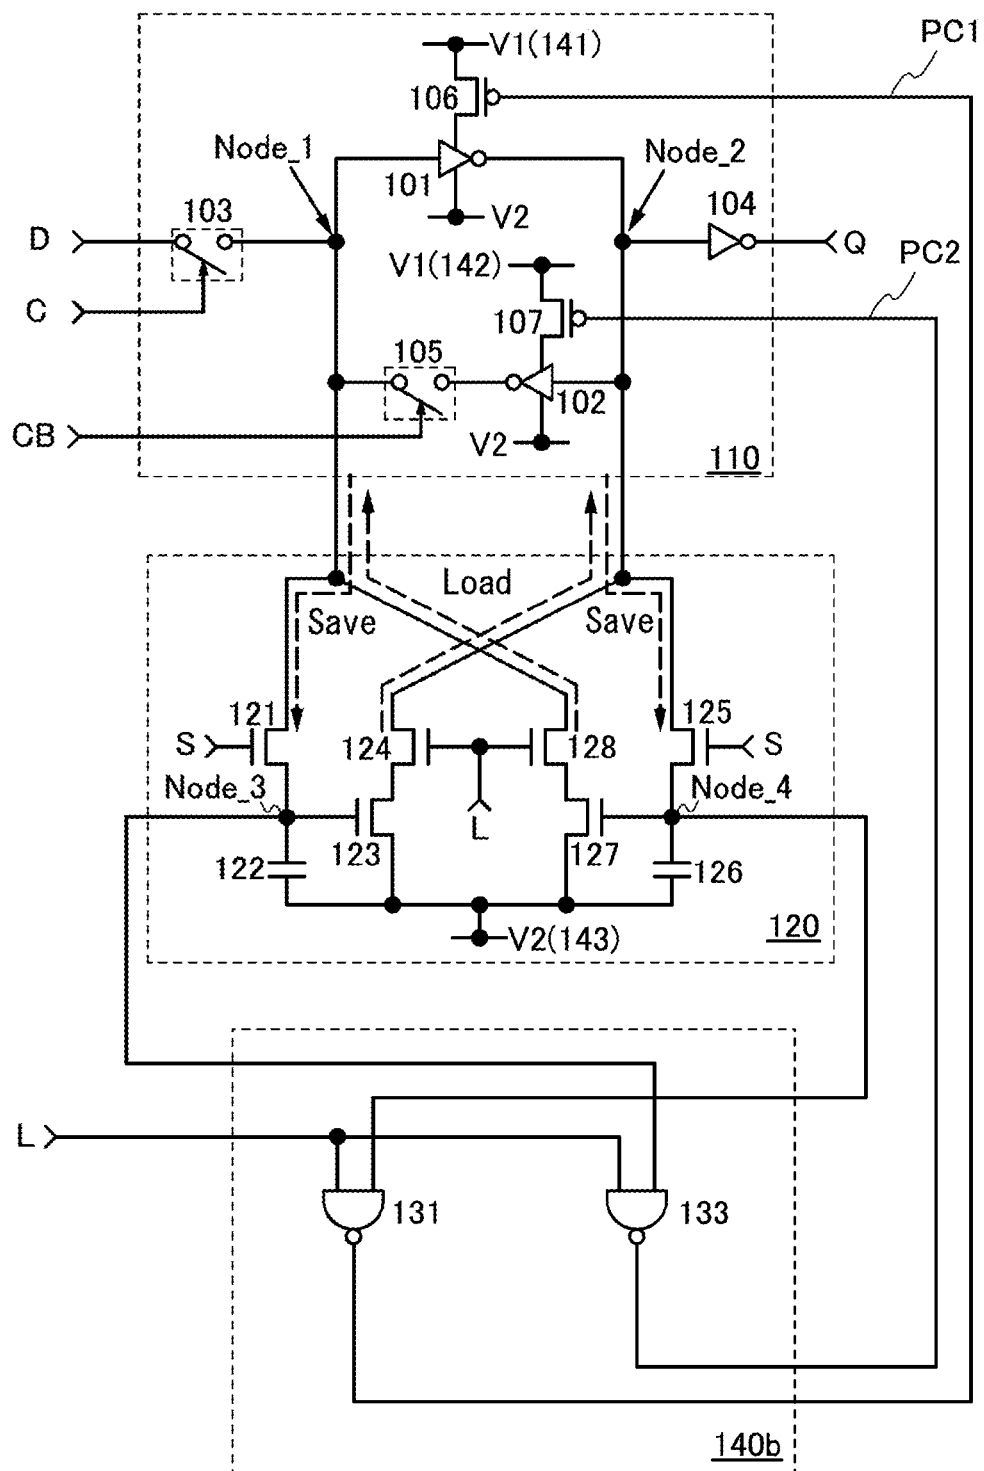 PC1
V1(141)
106
Node_1
Node_2
101
103
V2
104
D
Q
V1(142)
PC2
C
107
105
102
CB
V2
110
Load
Save
Save
121
125
S
124
128
S
Node_3
Node_4
L
122
123
127
126
V2(143)
120
L
131
133
140b